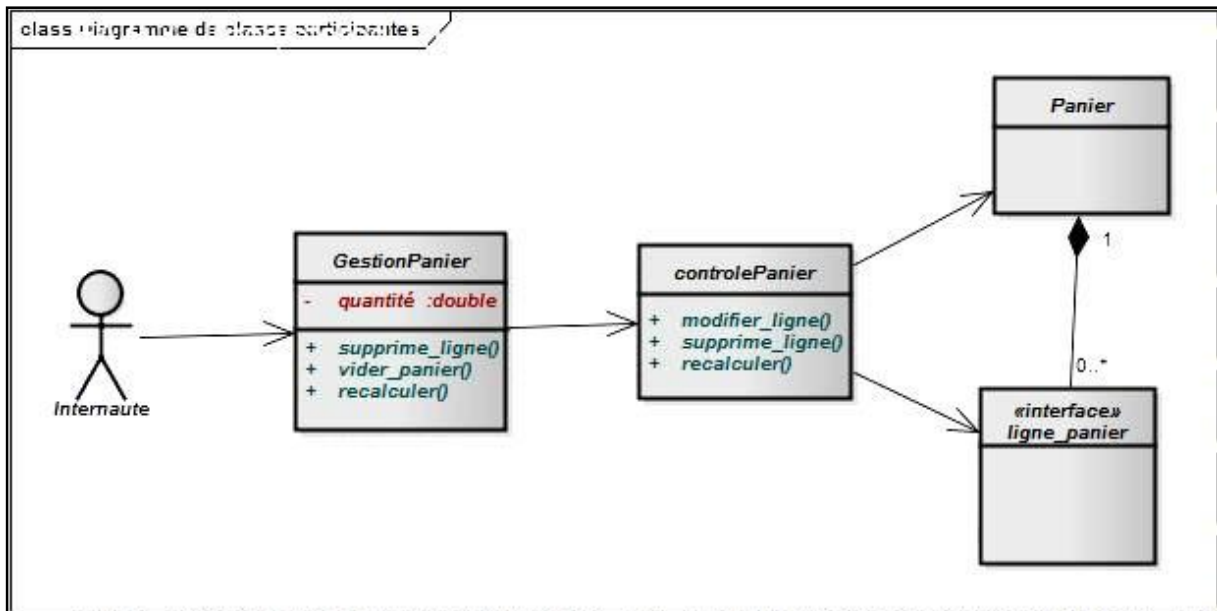 class Diagramme de classe participantes
Panier
1
GestionPanier
- quantité :double
+ supprime_ligne()
+ vider_panier()
+ recalculer()
controlePanier
+ modifier_ligne()
+ supprime_ligne()
+ recalculer()
Internaute
0..*
«interface»
ligne_panier